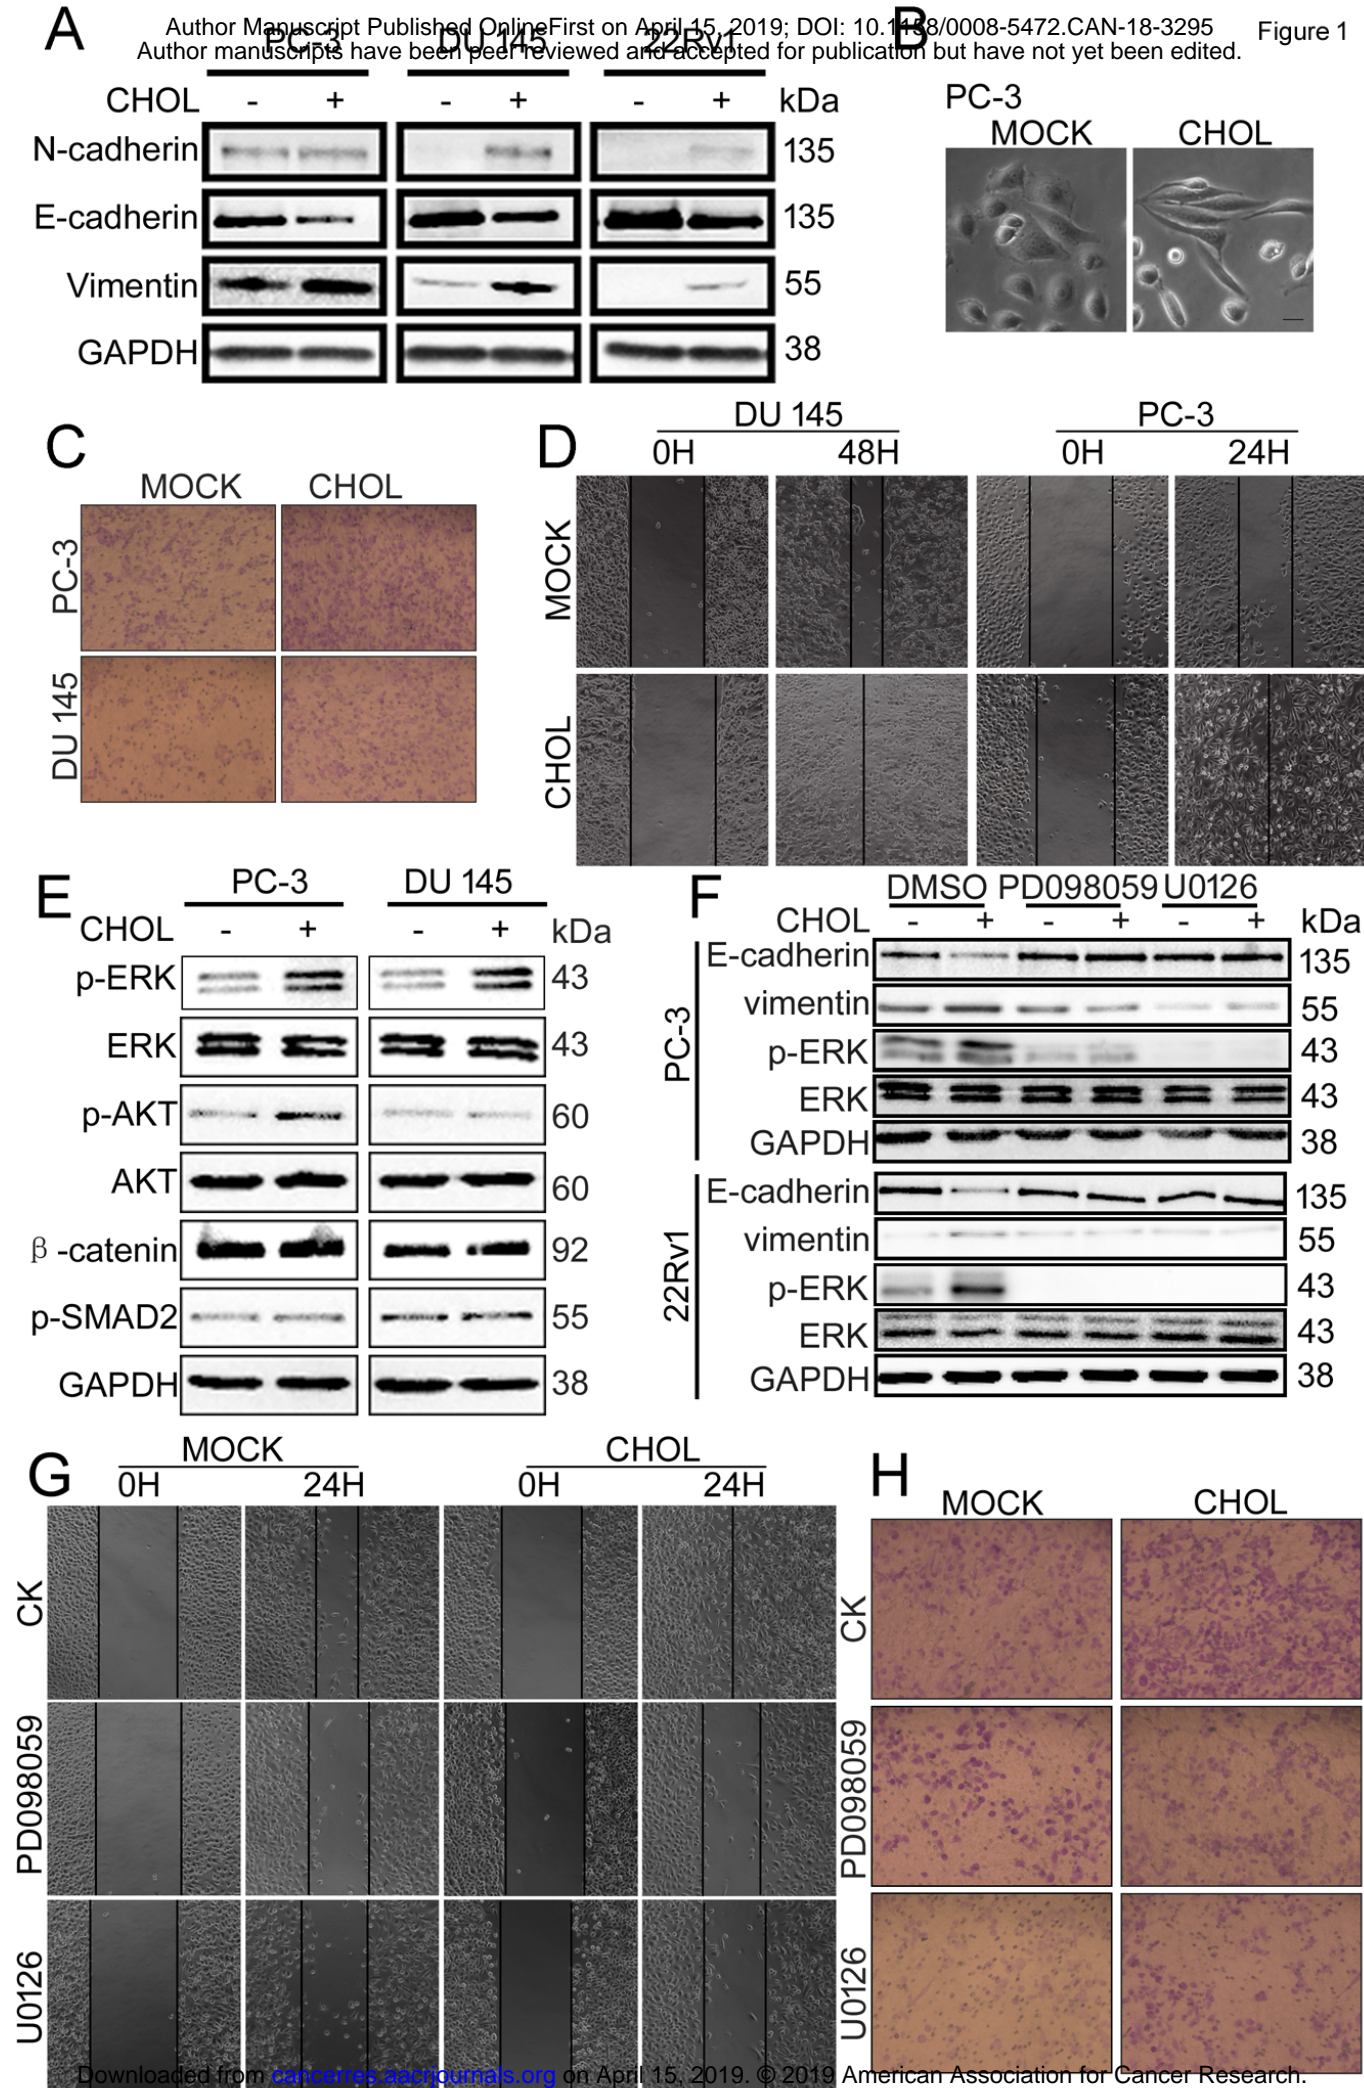 Author Manuscript Published OnlineFirst on April 15, 2019; DOI: 10.1158/0008-5472.CAN-18-3295
Author manuscripts have been peer reviewed and accepted for publication but have not yet been edited.
Figure 1
A
PC-3 DU 145 22Rv1
CHOL - + - + - + kDa
N-cadherin 135
E-cadherin 135
Vimentin 55
GAPDH 38
B
PC-3
MOCK CHOL
C
MOCK CHOL
PC-3
DU 145
D
DU 145 PC-3
0H 48H 0H 24H
MOCK
CHOL
E
PC-3 DU 145
CHOL - + - + kDa
p-ERK 43
ERK 43
p-AKT 60
AKT 60
β-catenin 92
p-SMAD2 55
GAPDH 38
F
DMSO PD098059 U0126
CHOL - + - + - + kDa
PC-3
E-cadherin 135
vimentin 55
p-ERK 43
ERK 43
GAPDH 38
22Rv1
E-cadherin 135
vimentin 55
p-ERK 43
ERK 43
GAPDH 38
G
MOCK CHOL
0H 24H 0H 24H
CK
PD098059
U0126
H
MOCK CHOL
CK
PD098059
U0126
Downloaded from cancerres.aacrjournals.org on April 15, 2019. © 2019 American Association for Cancer Research.